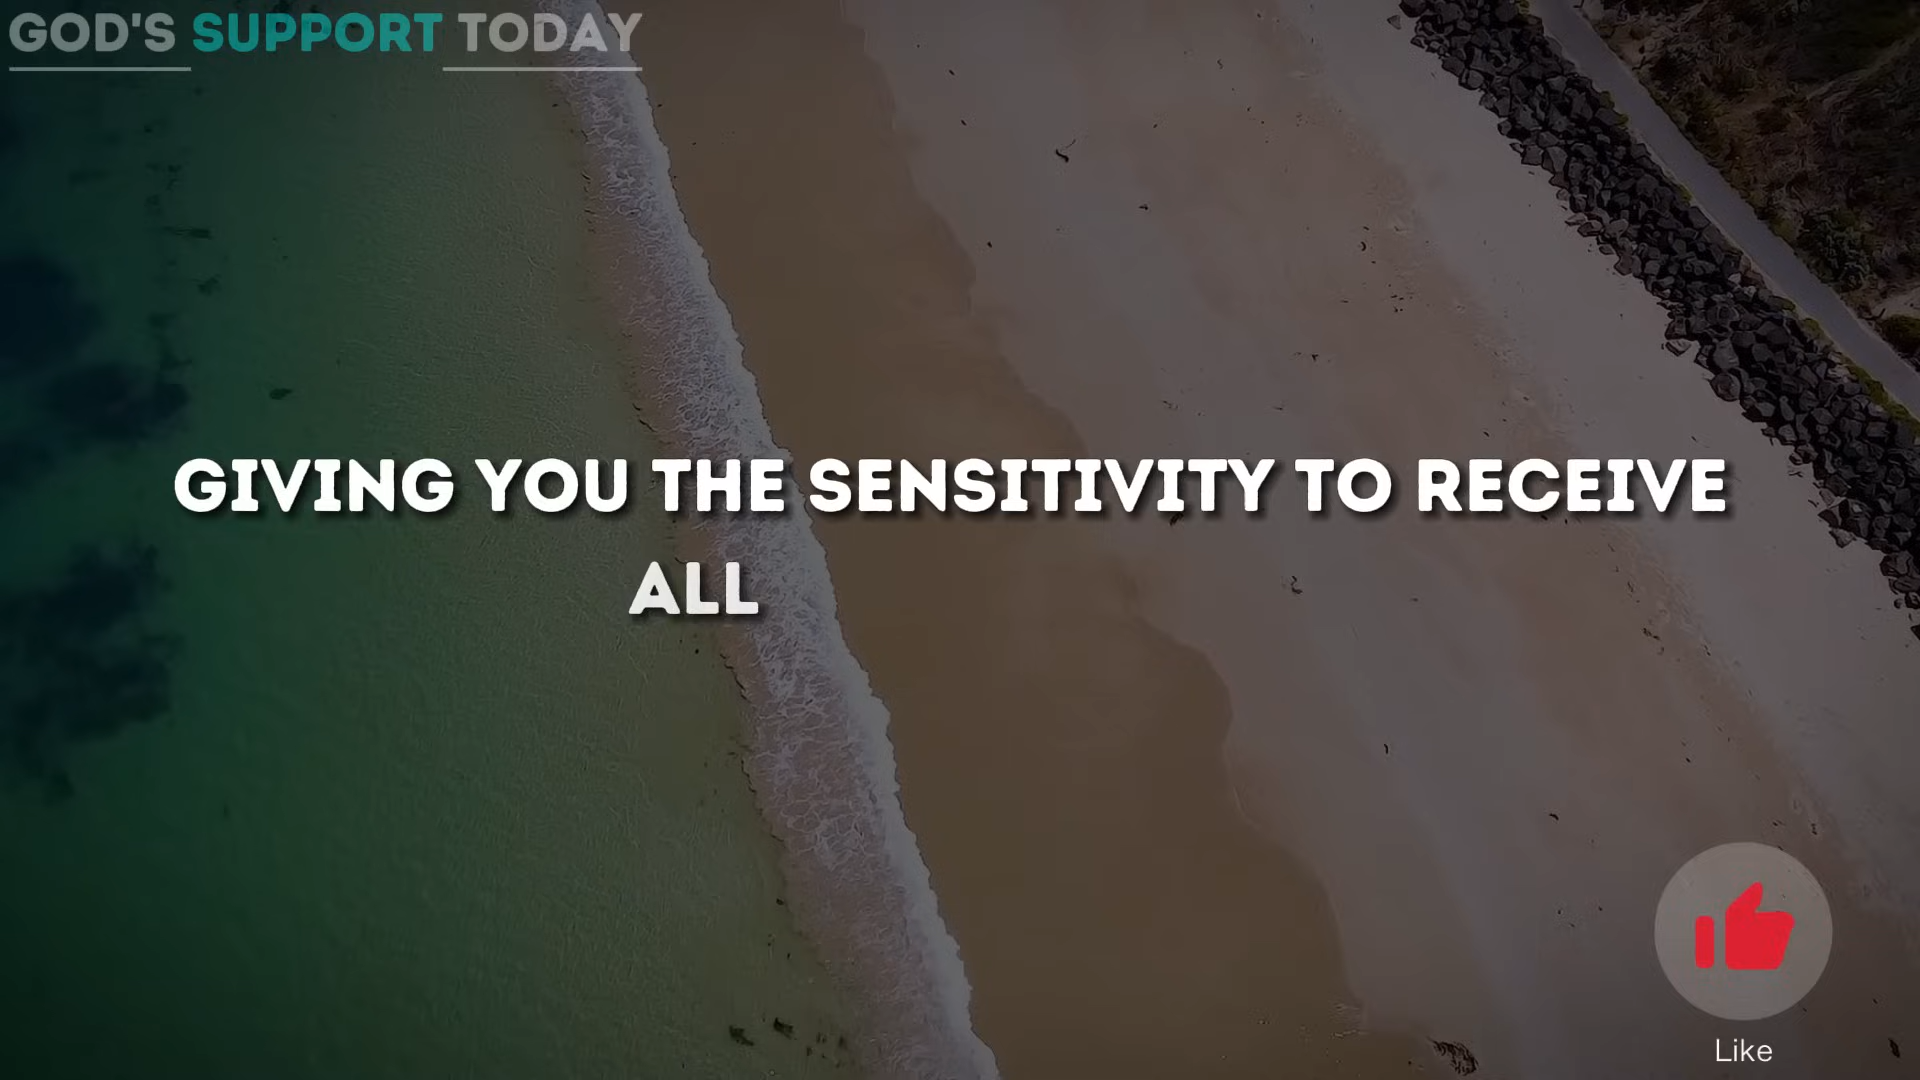 GOD'S SUPPORT TODAY
GIVING YOU THE SENSITIVITY TO RECEIVE
ALL
Like